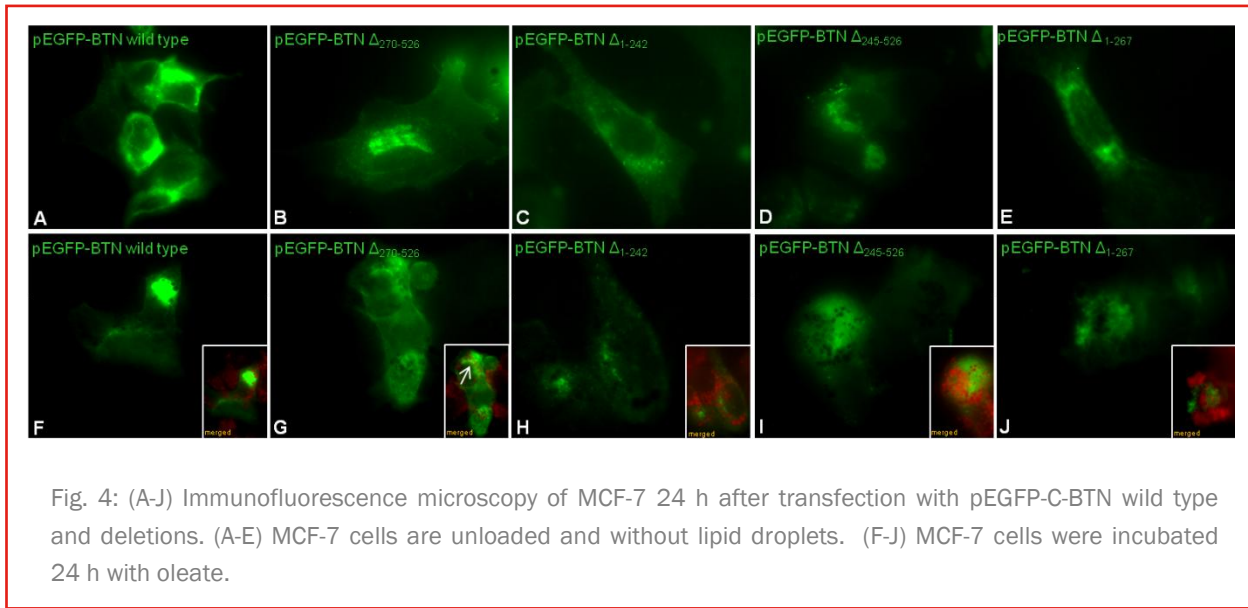 pEGFP-BTN wild type
pEGFP-BTN Δ270-526
pEGFP-BTN Δ1-242
pEGFP-BTN Δ245-526
pEGFP-BTN Δ1-267
A
B
C
D
E
pEGFP-BTN wild type
pEGFP-BTN Δ270-526
pEGFP-BTN Δ1-242
pEGFP-BTN Δ245-526
pEGFP-BTN Δ1-267
F
merged
G
merged
H
merged
I
merged
J
merged
Fig. 4: (A-J) Immunofluorescence microscopy of MCF-7 24 h after transfection with pEGFP-C-BTN wild type
and deletions. (A-E) MCF-7 cells are unloaded and without lipid droplets. (F-J) MCF-7 cells were incubated
24 h with oleate.